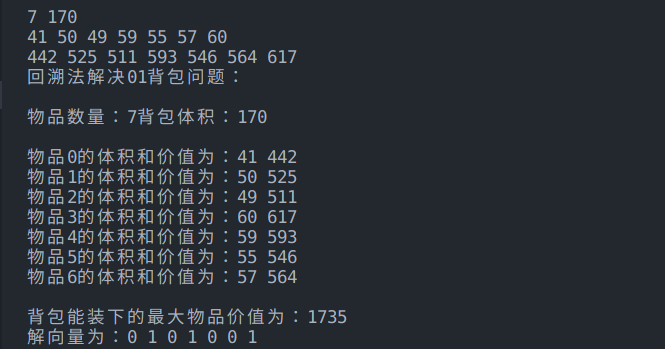 7 170
41 50 49 59 55 57 60
442 525 511 593 546 564 617
回溯法解决01背包问题：
物品数量：7背包体积：170
物品0的体积和价值为：41 442
物品1的体积和价值为：50 525
物品2的体积和价值为：49 511
物品3的体积和价值为：60 617
物品4的体积和价值为：59 593
物品5的体积和价值为：55 546
物品6的体积和价值为：57 564
背包能装下的最大物品价值为：1735
解向量为：0 1 0 1 0 0 1